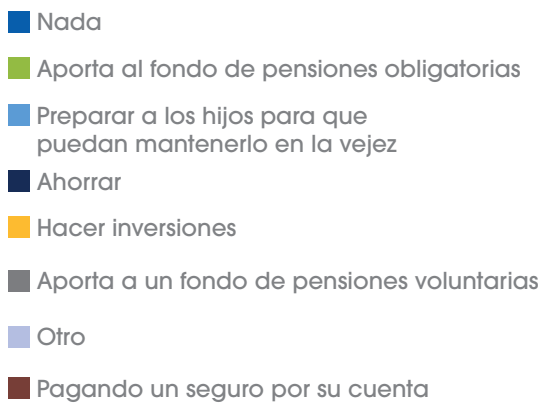 Nada
Aporta al fondo de pensiones obligatorias
Preparar a los hijos para que
puedan mantenerlo en la vejez
Ahorrar
Hacer inversiones
Aporta a un fondo de pensiones voluntarias
Otro
Pagando un seguro por su cuenta